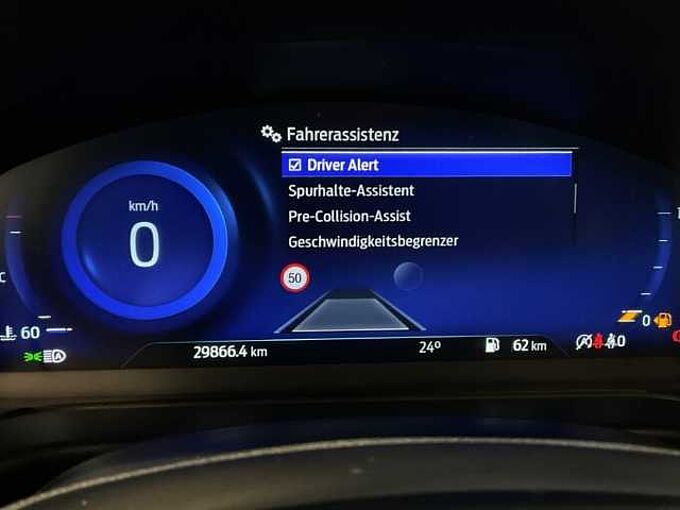 Fahrerassistenz
Driver Alert
Spurhalte-Assistent
Pre-Collision-Assist
Geschwindigkeitsbegrenzer
km/h
0
50
C
60
0
A
29866.4 km
24°
62 km
0